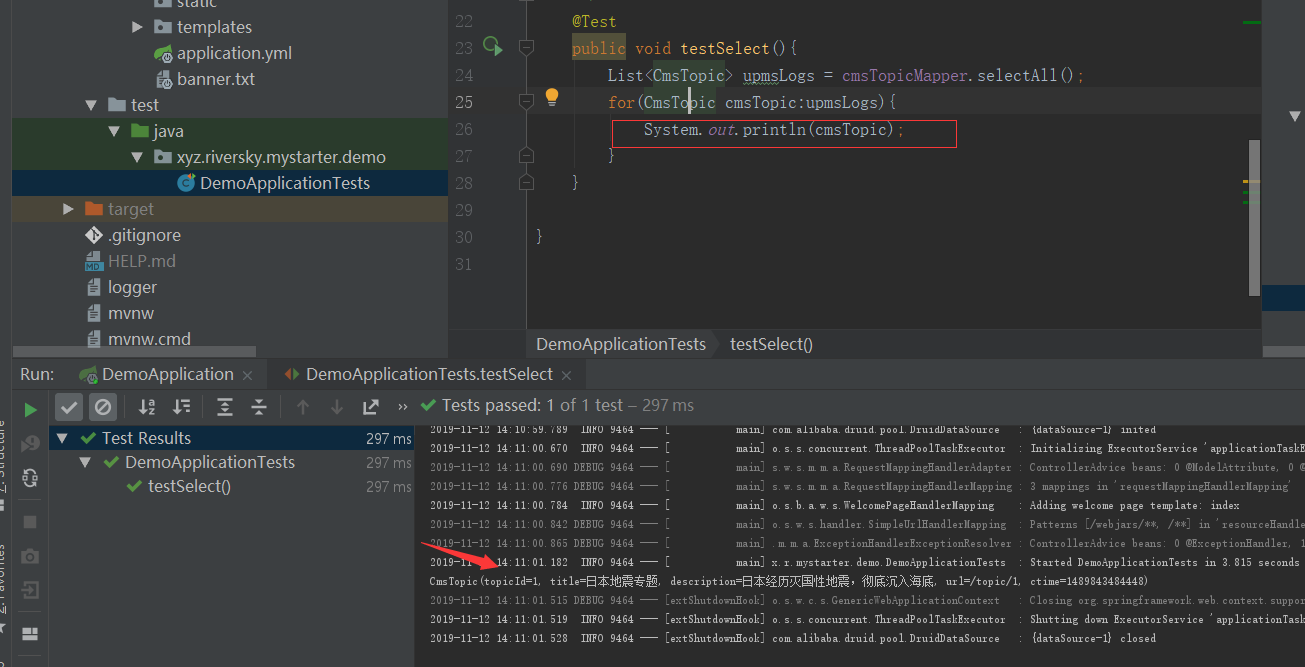 static
templates
application.yml
banner.txt
test
java
xyz.riversky.mystarter.demo
DemoApplicationTests
target
.gitignore
HELP.md
logger
mvnw
mvnw.cmd
22 @Test
23 public void testSelect(){
24 List<CmsTopic> upmsLogs = cmsTopicMapper.selectAll();
25 for(CmsTopic cmsTopic:upmsLogs){
26 System.out.println(cmsTopic);
27 }
28 }
29
30 }
31
DemoApplicationTests testSelect()
Run: DemoApplication × DemoApplicationTests.testSelect ×
» Tests passed: 1 of 1 test – 297 ms
Test Results 297 ms
DemoApplicationTests 297 ms
testSelect() 297 ms
2019-11-12 14:10:59.789 INFO 9464 --- [ main] com.alibaba.druid.pool.DruidDataSource : {dataSource-1} inited
2019-11-12 14:11:00.670 INFO 9464 --- [ main] o.s.s.concurrent.ThreadPoolTaskExecutor : Initializing ExecutorService 'applicationTaskE
2019-11-12 14:11:00.690 DEBUG 9464 --- [ main] s.w.s.m.m.a.RequestMappingHandlerAdapter : ControllerAdvice beans: 0 @ModelAttribute, 0 @
2019-11-12 14:11:00.776 DEBUG 9464 --- [ main] s.w.s.m.m.a.RequestMappingHandlerMapping : 3 mappings in 'requestMappingHandlerMapping'
2019-11-12 14:11:00.784 INFO 9464 --- [ main] o.s.b.a.w.s.WelcomePageHandlerMapping : Adding welcome page template: index
2019-11-12 14:11:00.842 DEBUG 9464 --- [ main] o.s.w.s.handler.SimpleUrlHandlerMapping : Patterns [/webjars/**, /**] in 'resourceHandle
2019-11-12 14:11:00.865 DEBUG 9464 --- [ main] .m.m.a.ExceptionHandlerExceptionResolver : ControllerAdvice beans: 0 @ExceptionHandler, 1
2019-11-12 14:11:01.182 INFO 9464 --- [ main] x.r.mystarter.demo.DemoApplicationTests : Started DemoApplicationTests in 3.815 seconds
CmsTopic(topicId=1, title=日本地震专题, description=日本经历灭国性地震，彻底沉入海底, url=/topic/1, ctime=1489843484448)
2019-11-12 14:11:01.515 DEBUG 9464 --- [extShutdownHook] o.s.w.c.s.GenericWebApplicationContext : Closing org.springframework.web.context.suppor
2019-11-12 14:11:01.519 INFO 9464 --- [extShutdownHook] o.s.s.concurrent.ThreadPoolTaskExecutor : Shutting down ExecutorService 'applicationTask
2019-11-12 14:11:01.528 INFO 9464 --- [extShutdownHook] com.alibaba.druid.pool.DruidDataSource : {dataSource-1} closed